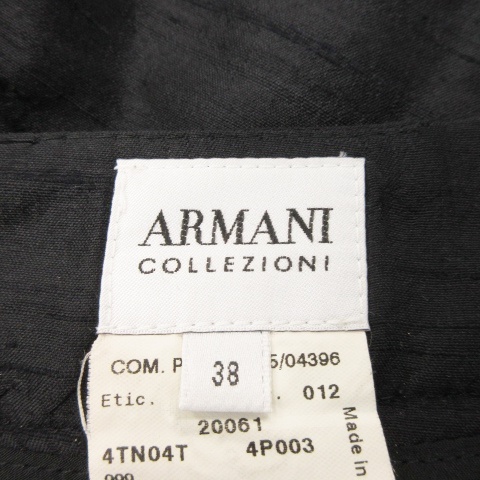 ARMANI
COLLEZIONI
38
COM. P 5/04396
Etic. . 012
20061
4TN04T 4P003
Made in